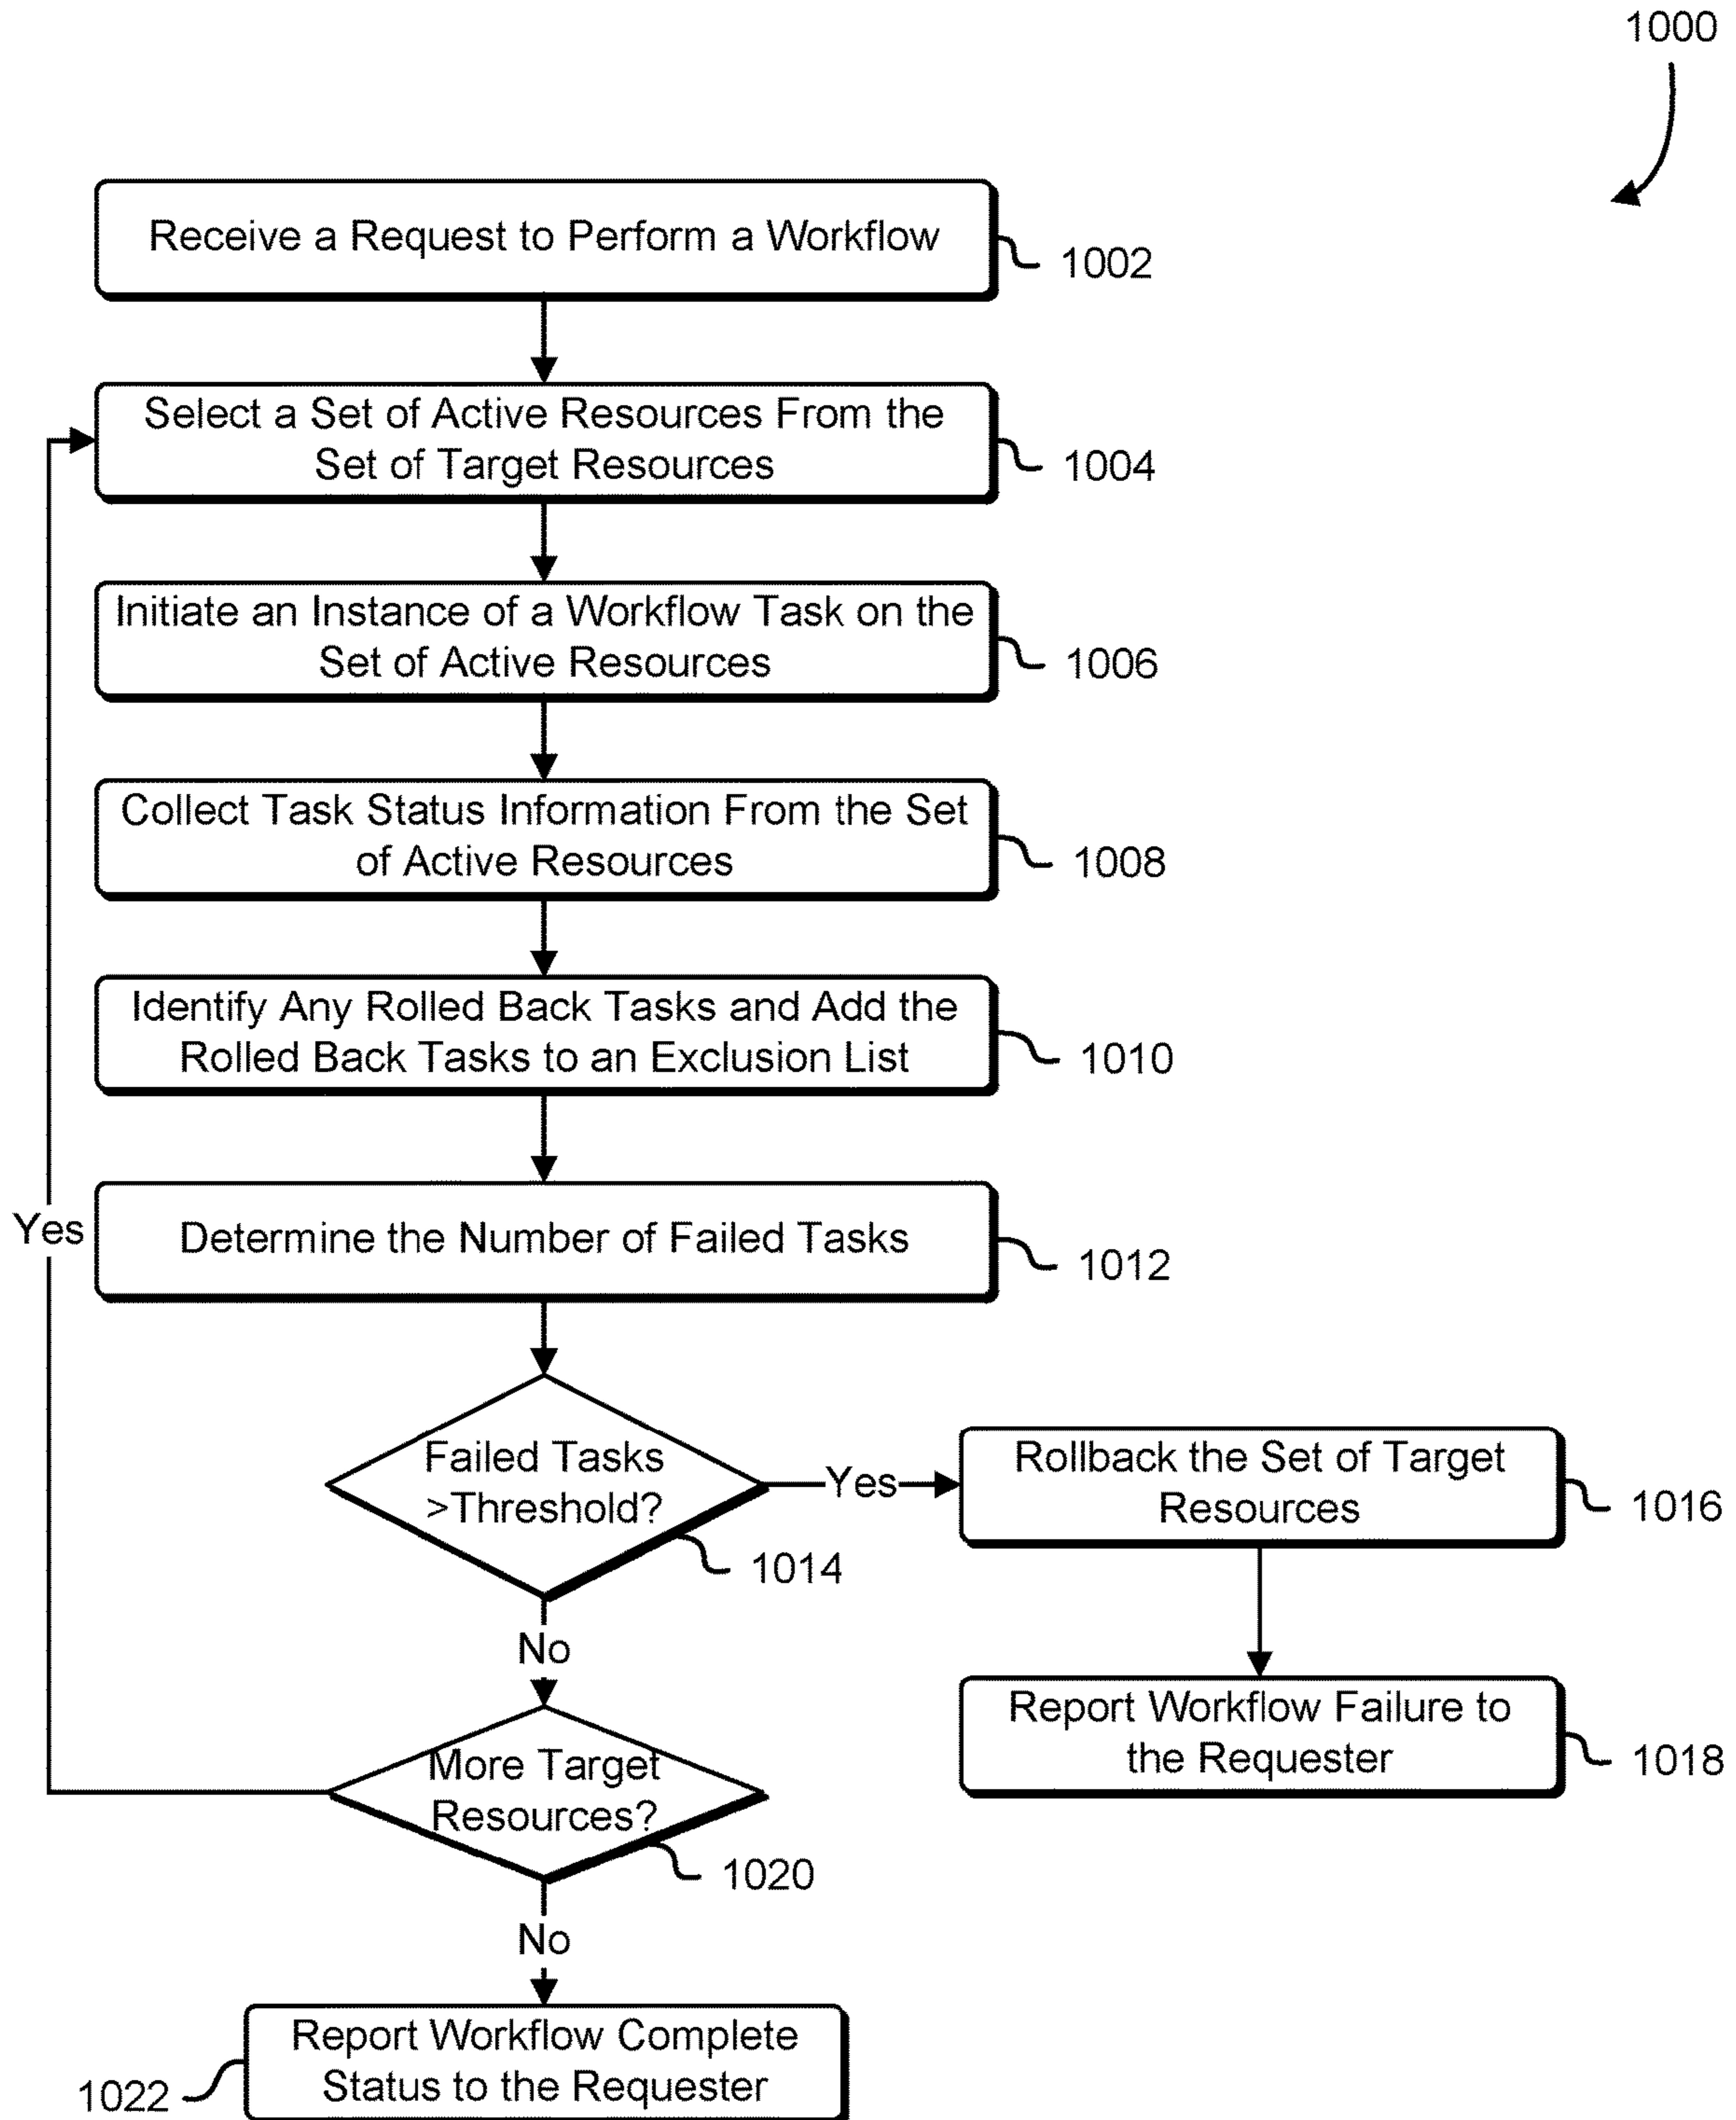 1000
Receive a Request to Perform a Workflow
1002
Select a Set of Active Resources From the
Set of Target Resources
1004
Initiate an Instance of a Workflow Task on the
Set of Active Resources
1006
Collect Task Status Information From the Set
of Active Resources
1008
Identify Any Rolled Back Tasks and Add the
Rolled Back Tasks to an Exclusion List
1010
Yes
Determine the Number of Failed Tasks
1012
Failed Tasks
>Threshold?
1014
Yes
Rollback the Set of Target
Resources
1016
No
Report Workflow Failure to
the Requester
1018
More Target
Resources?
1020
No
Report Workflow Complete
Status to the Requester
1022